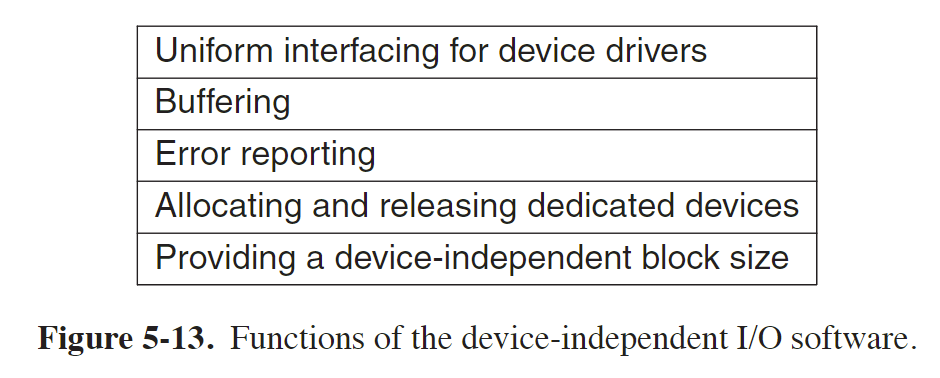 Uniform interfacing for device drivers
Buffering
Error reporting
Allocating and releasing dedicated devices
Providing a device-independent block size
Figure 5-13. Functions of the device-independent I/O software.